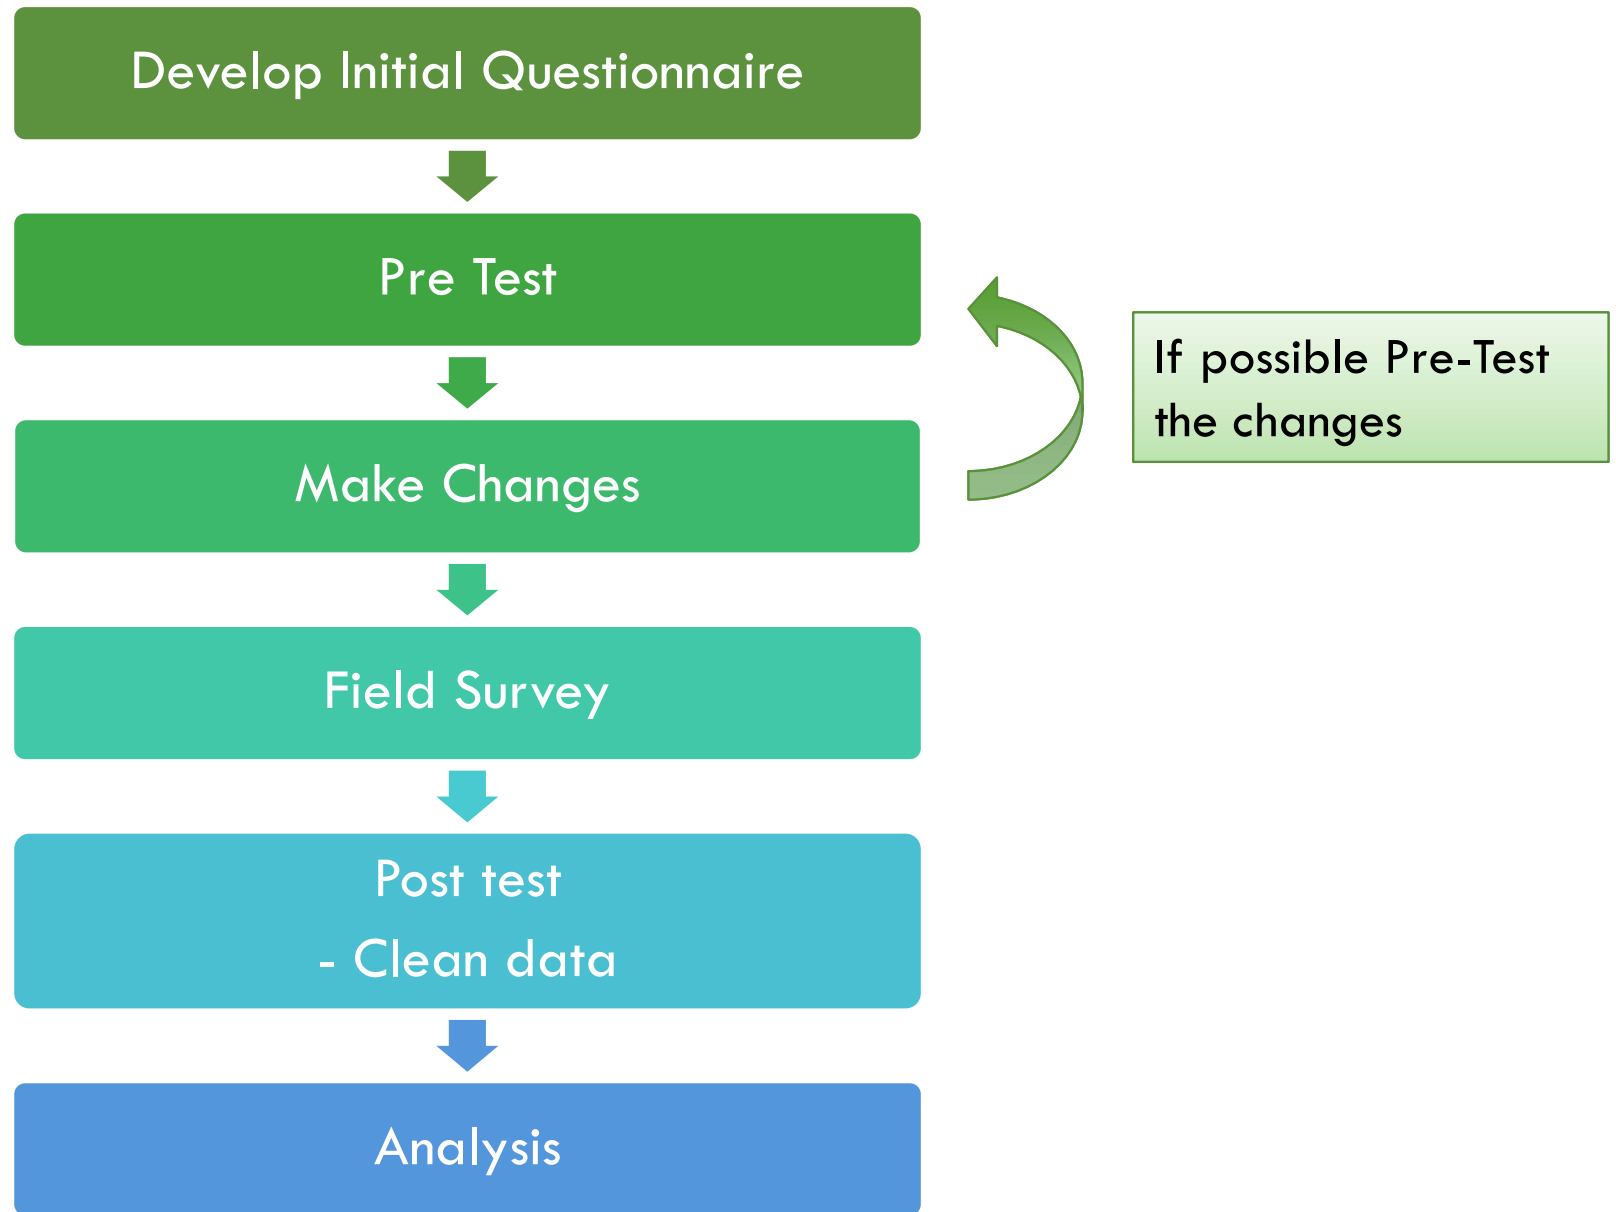 Develop Initial Questionnaire
Pre Test
If possible Pre-Test
the changes
Make Changes
Field Survey
Post test
- Clean data
Analysis